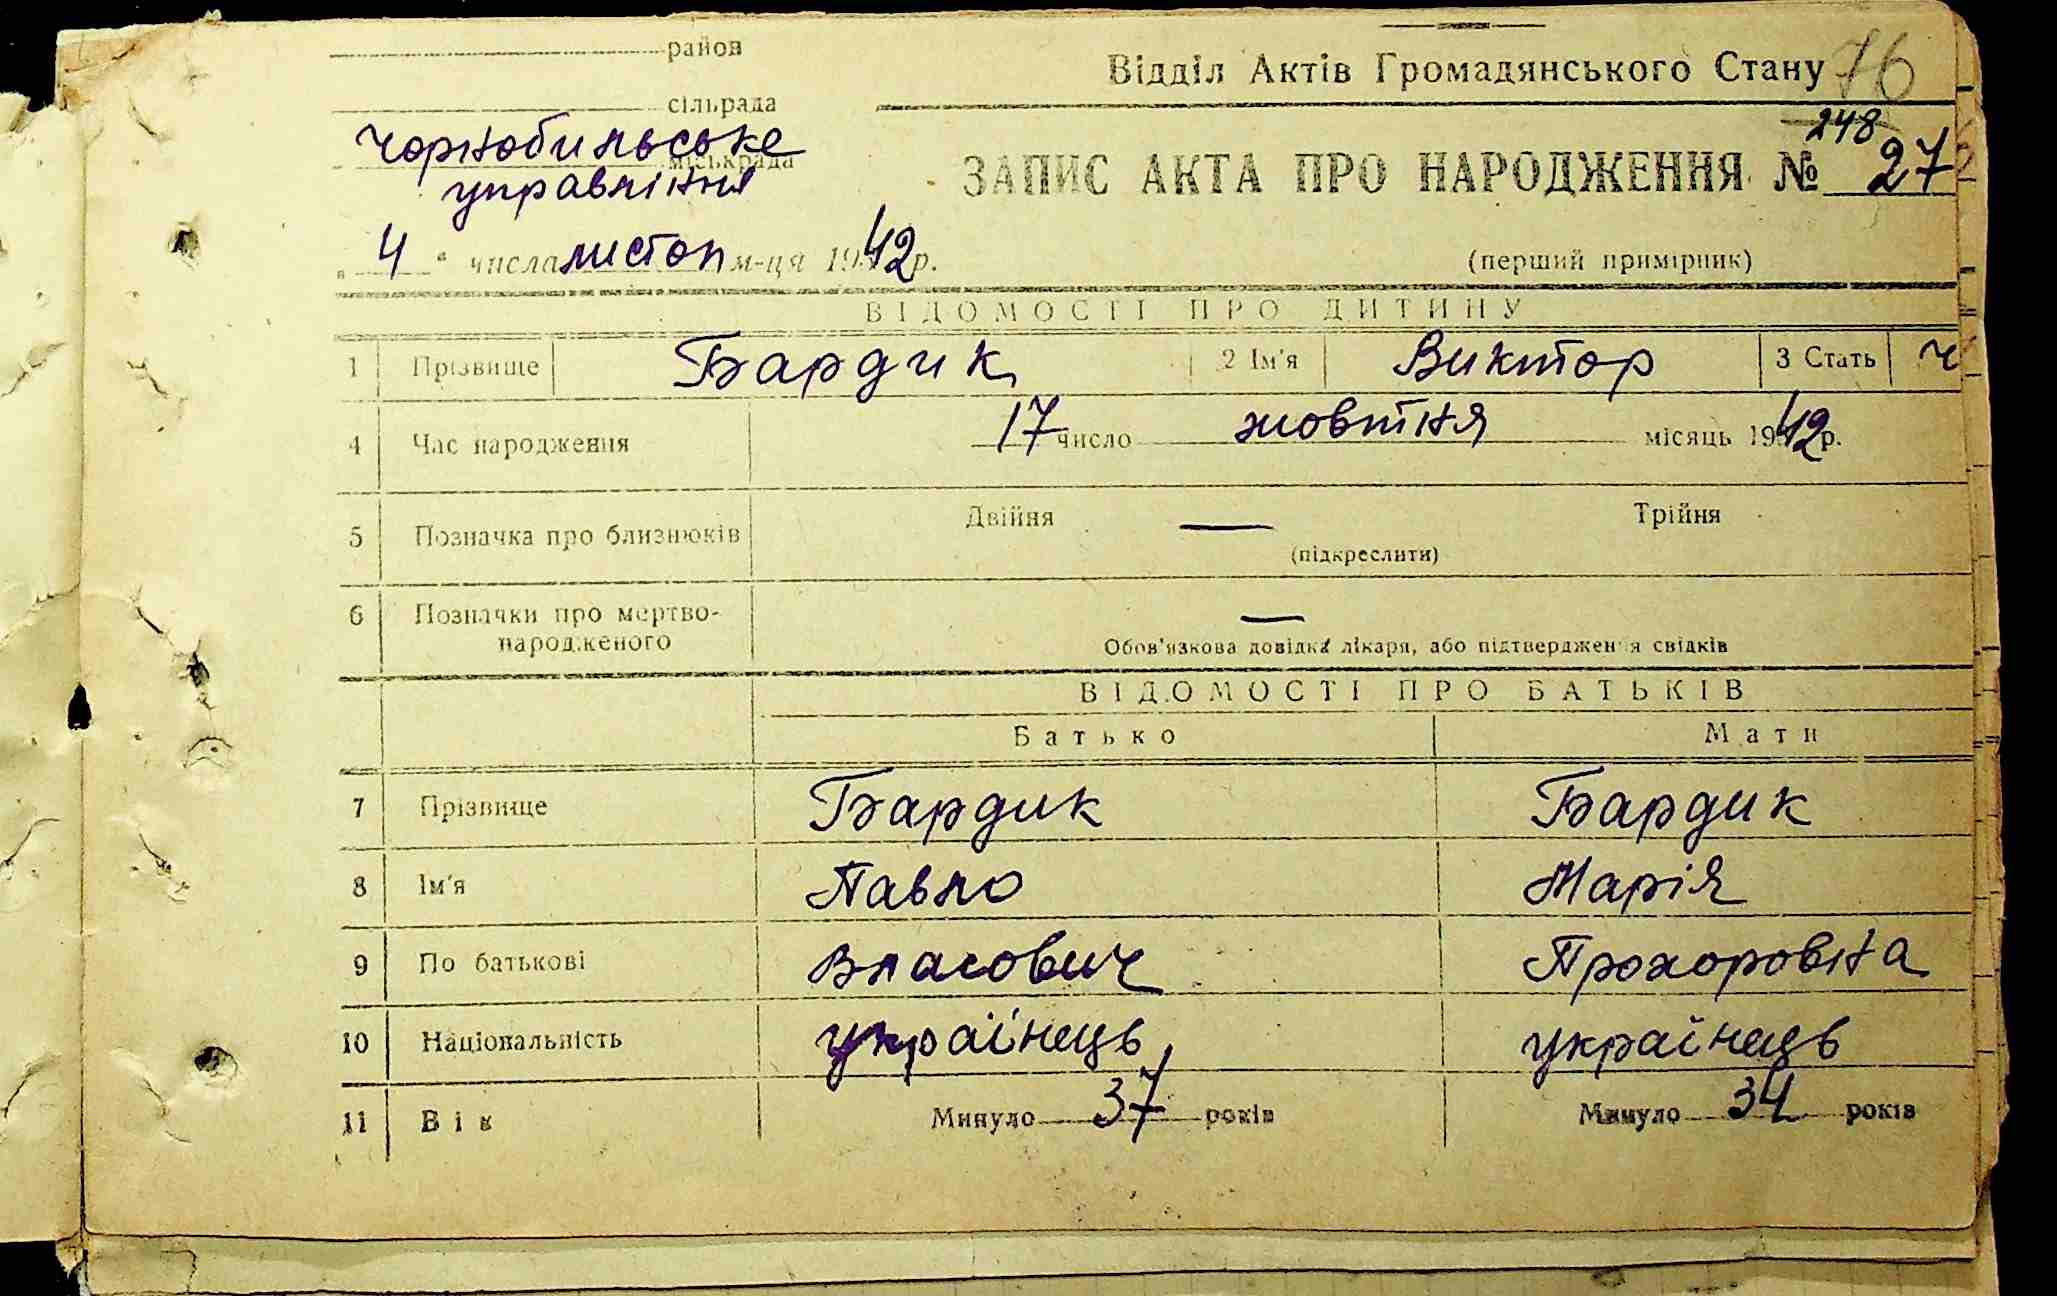 район
Відділ Актів Громадянського Стану 76
сільрада
Чорнобильське
міськрада
управління
248
ЗАПИС АКТА ПРО НАРОДЖЕННЯ № 27
„ 4 “ числа листоп м-ця 1942 р.
(перший примірник)
ВІДОМОСТІ ПРО ДИТИНУ
1 Прізвище Бардик 2 Ім'я Виктор 3 Стать ч
4 Час народження 17 число жовтня місяць 1942 р.
5 Позначка про близнюків Двійня — Трійня
(підкреслити)
6 Позначки про мертво-
народженого —
Обов'язкова довідка лікаря, або підтвердження свідків
ВІДОМОСТІ ПРО БАТЬКІВ
Батько Мати
7 Прізвище Бардик Бардик
8 Ім'я Павло Марія
9 По батькові Власович Прохоровна
10 Національність українець українець
11 Вік Минуло 37 років Минуло 34 років